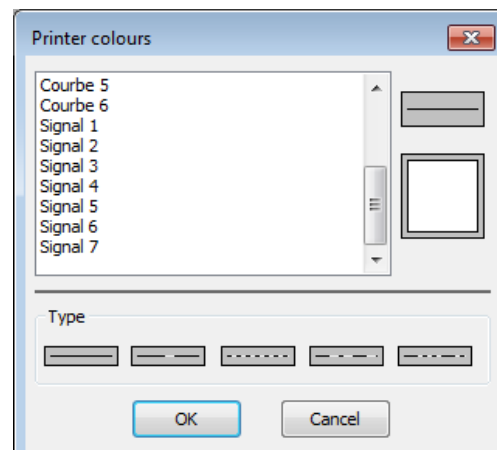 Printer colours
Courbe 5
Courbe 6
Signal 1
Signal 2
Signal 3
Signal 4
Signal 5
Signal 6
Signal 7
Type
OK Cancel